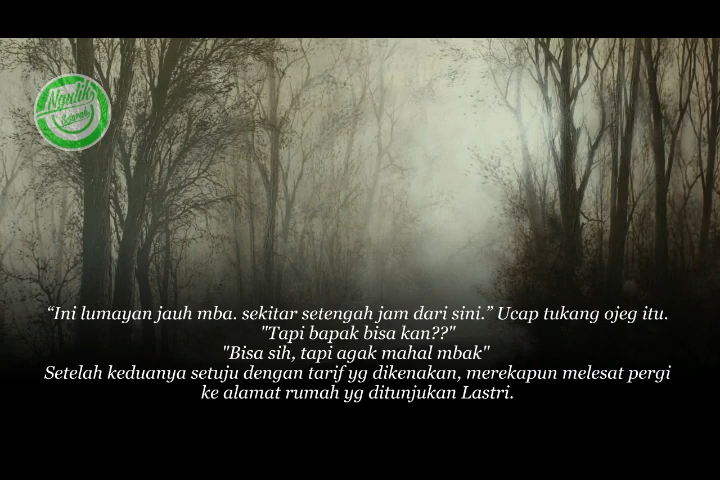 Ngulik
“Ini lumayan jauh mba. sekitar setengah jam dari sini.” Ucap tukang ojeg itu.
"Tapi bapak bisa kan??"
"Bisa sih, tapi agak mahal mbak"
Setelah keduanya setuju dengan tarif yg dikenakan, merekapun melesat pergi
ke alamat rumah yg ditunjukan Lastri.